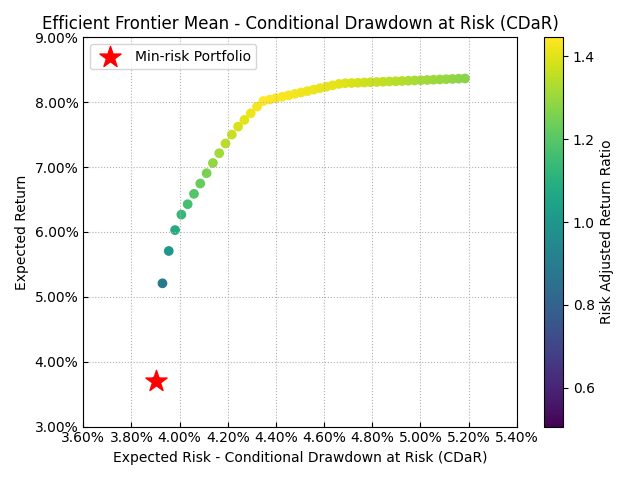 Efficient Frontier Mean - Conditional Drawdown at Risk (CDaR)
Min-risk Portfolio
9.00%
8.00%
7.00%
6.00%
5.00%
4.00%
3.00%
Expected Return
3.60% 3.80% 4.00% 4.20% 4.40% 4.60% 4.80% 5.00% 5.20% 5.40%
Expected Risk - Conditional Drawdown at Risk (CDaR)
1.4
1.2
1.0
0.8
0.6
Risk Adjusted Return Ratio